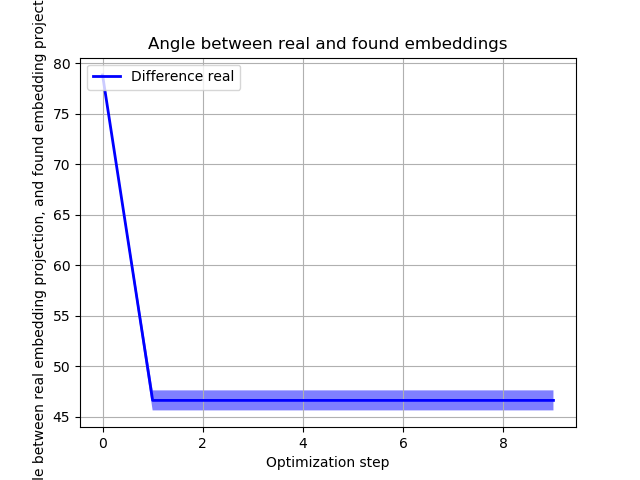 Angle between real and found embeddings
le between real embedding projection, and found embedding project
Difference real
80
75
70
65
60
55
50
45
0 2 4 6 8
Optimization step